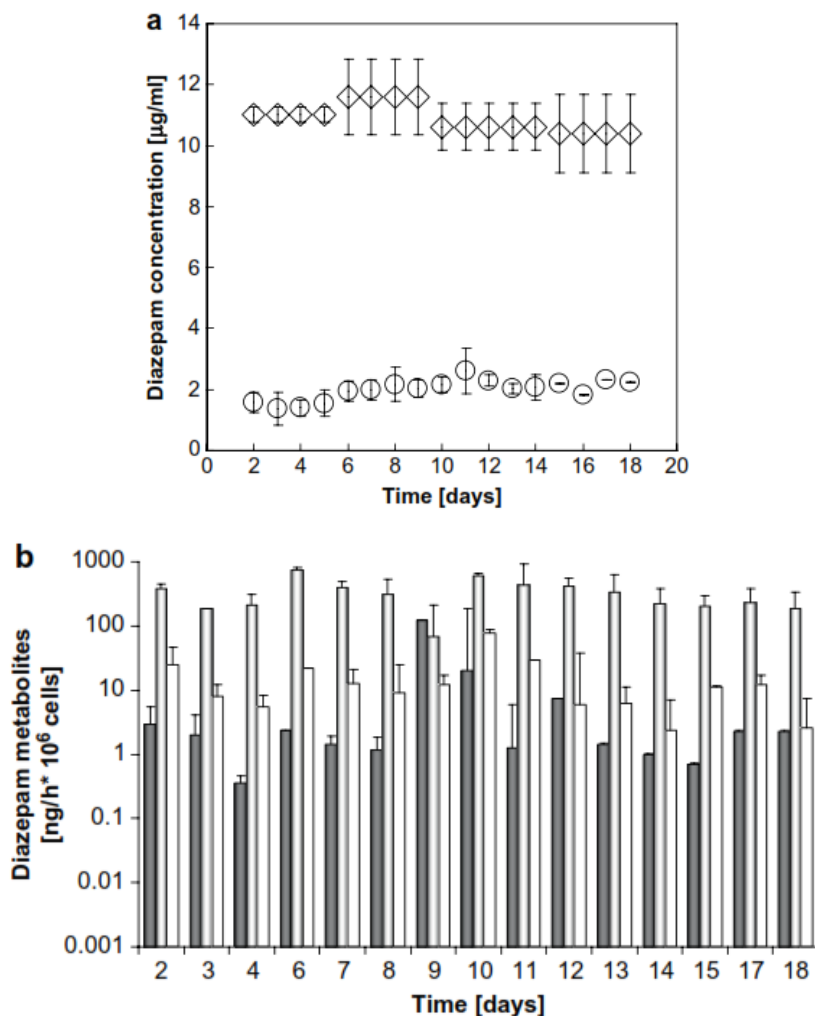 a
14
12
10
8
6
4
2
0
Diazepam concentration [µg/ml]
0 2 4 6 8 10 12 14 16 18 20
Time [days]
b
1000
100
10
1
0.1
0.01
0.001
Diazepam metabolites
[ng/h* 10⁶ cells]
2 3 4 6 7 8 9 10 11 12 13 14 15 17 18
Time [days]